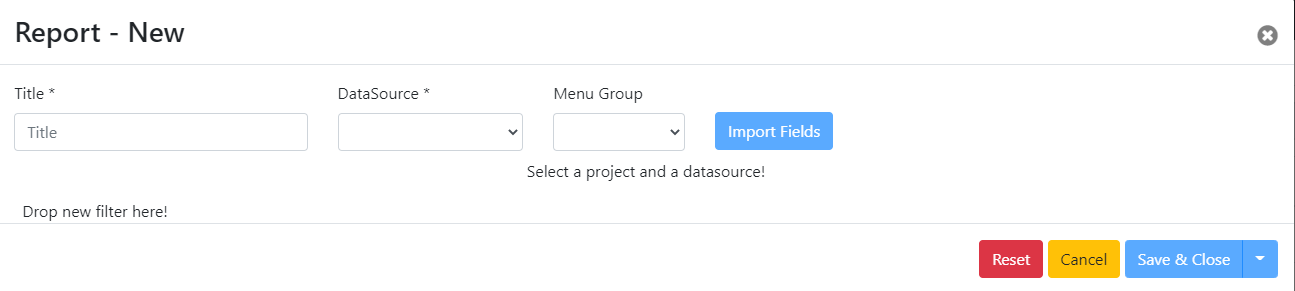 Report - New
Title * DataSource * Menu Group
Title Import Fields
Select a project and a datasource!
Drop new filter here!
Reset Cancel Save & Close